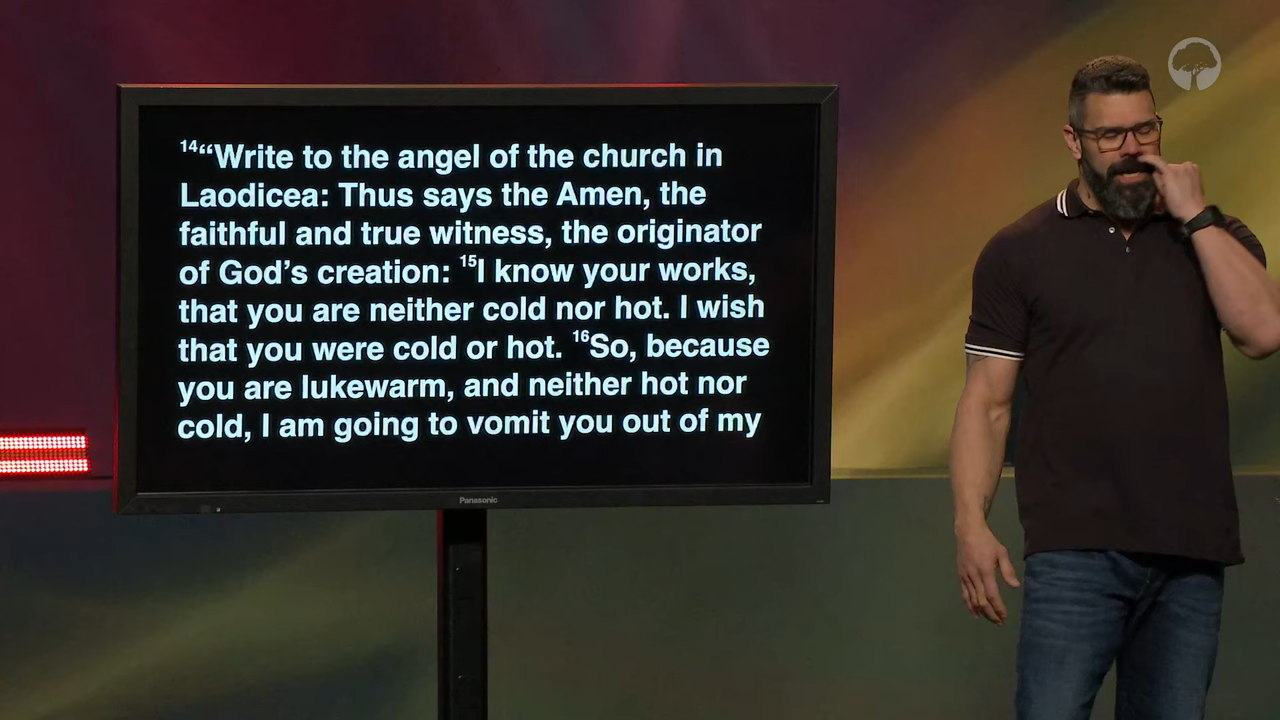 ¹⁴“Write to the angel of the church in
Laodicea: Thus says the Amen, the
faithful and true witness, the originator
of God’s creation: ¹⁵I know your works,
that you are neither cold nor hot. I wish
that you were cold or hot. ¹⁶So, because
you are lukewarm, and neither hot nor
cold, I am going to vomit you out of my
Panasonic